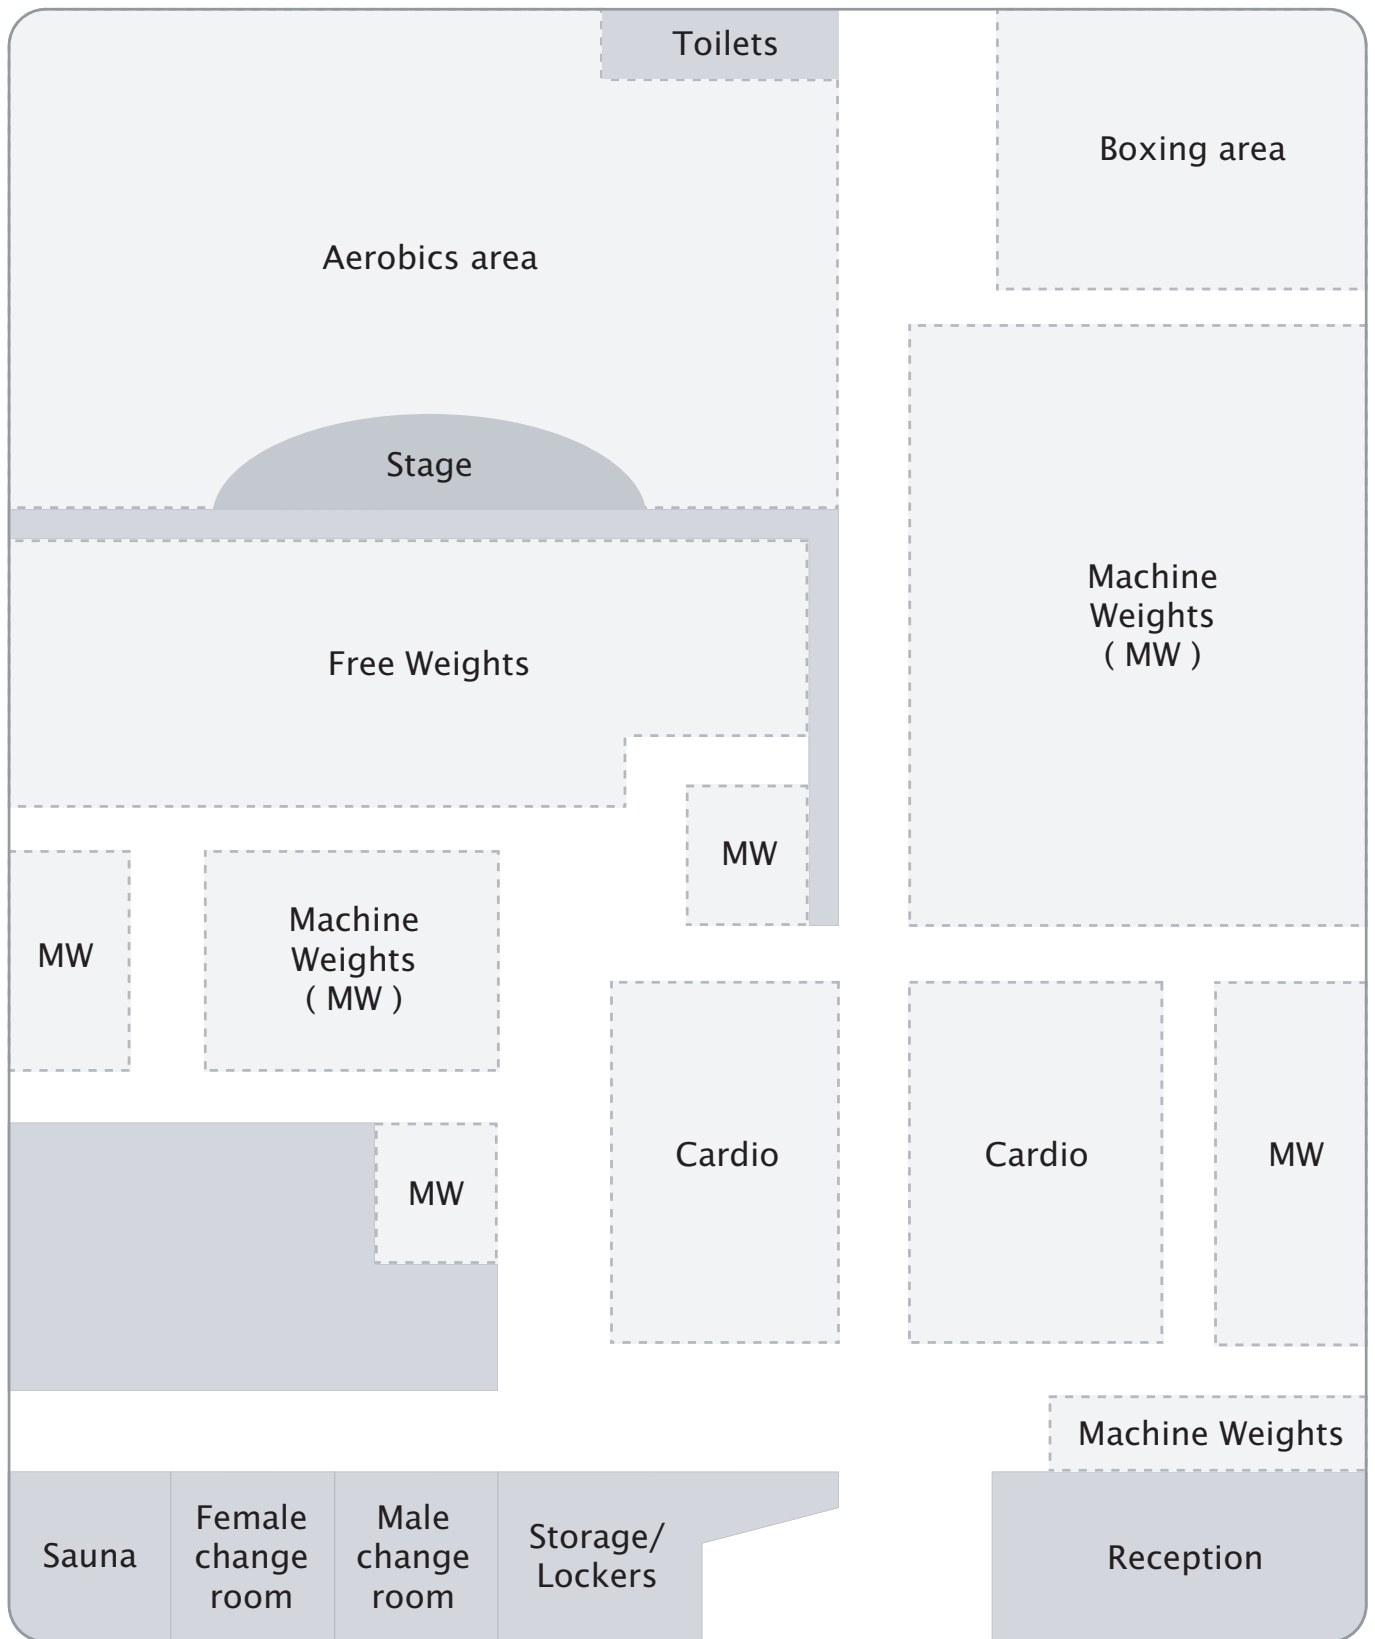 Toilets
Boxing area
Aerobics area
Stage
Machine
Weights
( MW )
Free Weights
MW
MW
Machine
Weights
( MW )
Cardio
Cardio
MW
MW
Machine Weights
Sauna
Female
change
room
Male
change
room
Storage/
Lockers
Reception